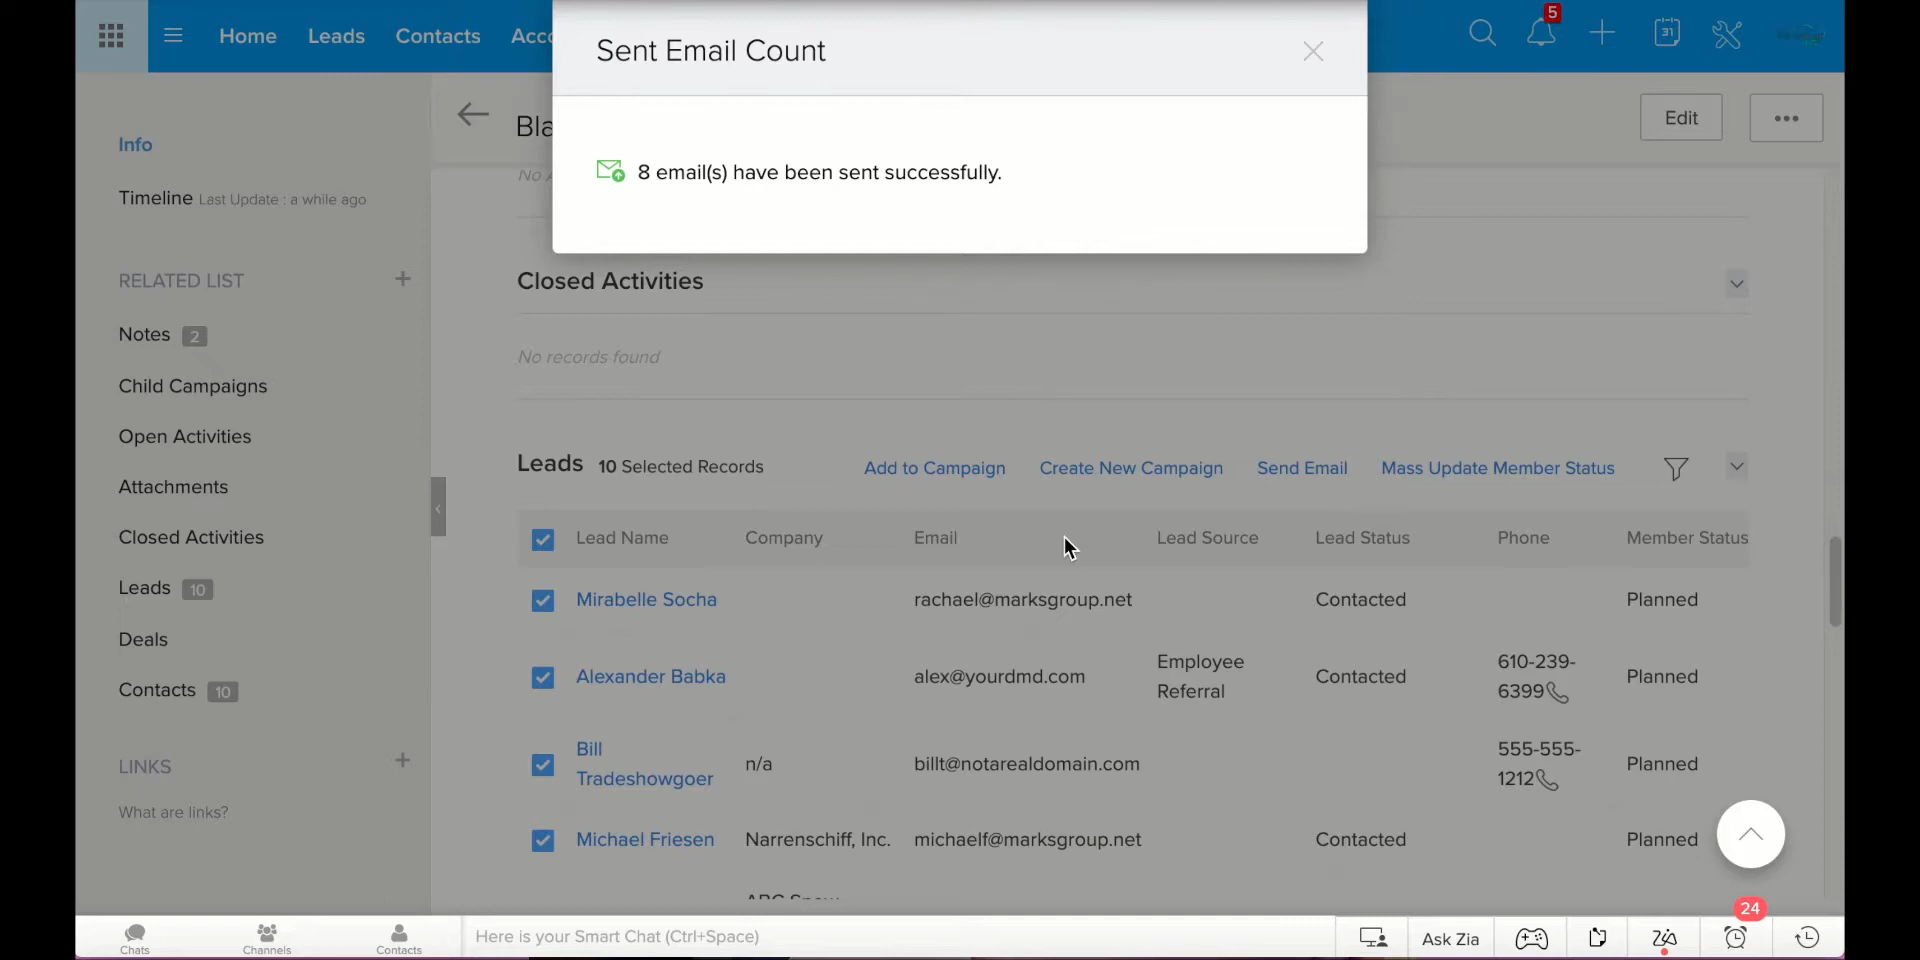 Home Leads Contacts Acco
Sent Email Count
5
31
8 email(s) have been sent successfully.
Bla
Edit
Info
Timeline Last Update : a while ago
No A
RELATED LIST
Notes 2
Child Campaigns
Open Activities
Attachments
Closed Activities
Leads 10
Deals
Contacts 10
LINKS
What are links?
Closed Activities
No records found
Leads 10 Selected Records Add to Campaign Create New Campaign Send Email Mass Update Member Status
Lead Name Company Email Lead Source Lead Status Phone Member Status
Mirabelle Socha rachael@marksgroup.net Contacted Planned
Alexander Babka alex@yourdmd.com Employee Referral Contacted 610-239-6399 Planned
Bill Tradeshowgoer n/a billt@notarealdomain.com 555-555-1212 Planned
Michael Friesen Narrenschiff, Inc. michaelf@marksgroup.net Contacted Planned
24
Chats Channels Contacts Here is your Smart Chat (Ctrl+Space) Ask Zia